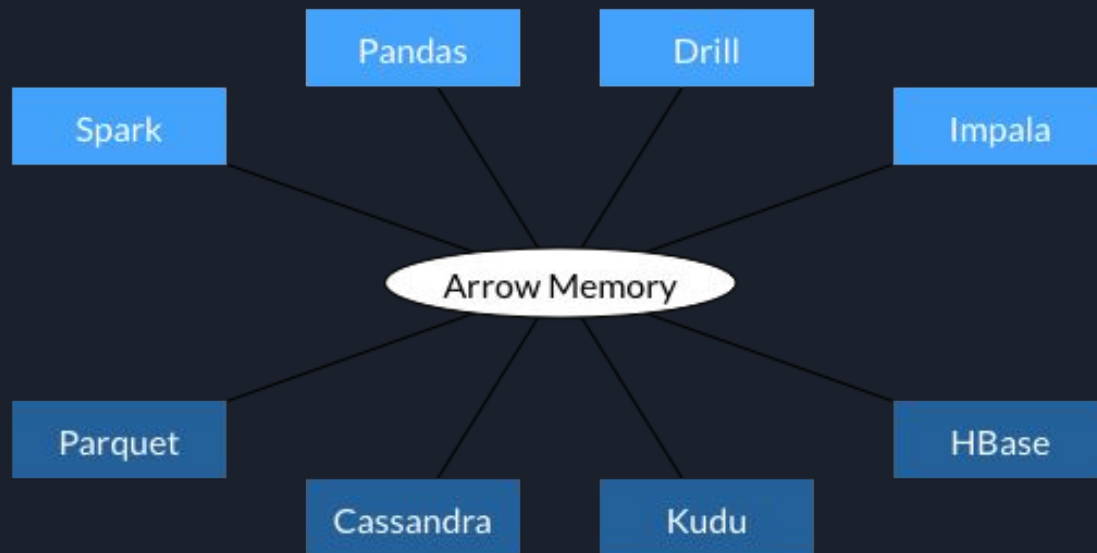 Pandas
Drill
Spark
Impala
Arrow Memory
Parquet
HBase
Cassandra
Kudu